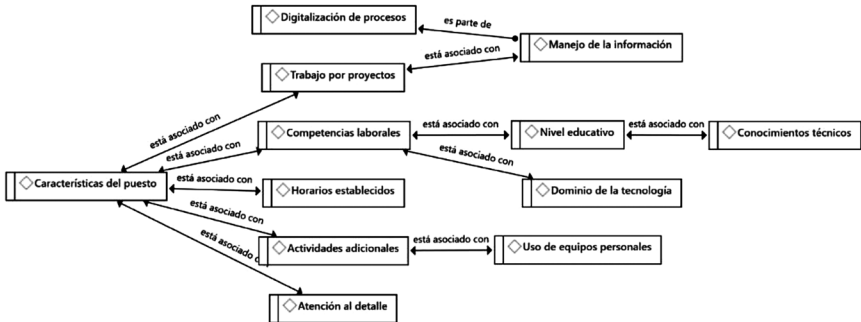 Digitalización de procesos
es parte de
Manejo de la información
está asociado con
Trabajo por proyectos
está asociado con
Competencias laborales
está asociado con
Nivel educativo
está asociado con
Conocimientos técnicos
está asociado con
está asociado con
Características del puesto
está asociado con
Horarios establecidos
Dominio de la tecnología
está asociado con
Actividades adicionales
está asociado con
Uso de equipos personales
está asociado c
Atención al detalle